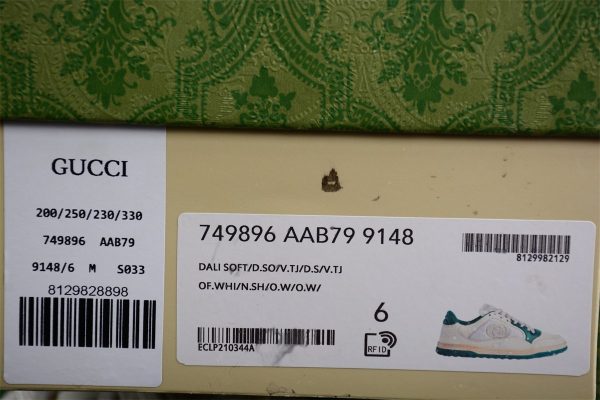 GUCCI
200/250/230/330
749896 AAB79
9148/6 M S033
8129828898
749896 AAB79 9148
8129982129
DALI SOFT/D.SO/V.TJ/D.S/V.TJ
OF.WHI/N.SH/O.W/O.W/
6
RFID
ECLP210344A